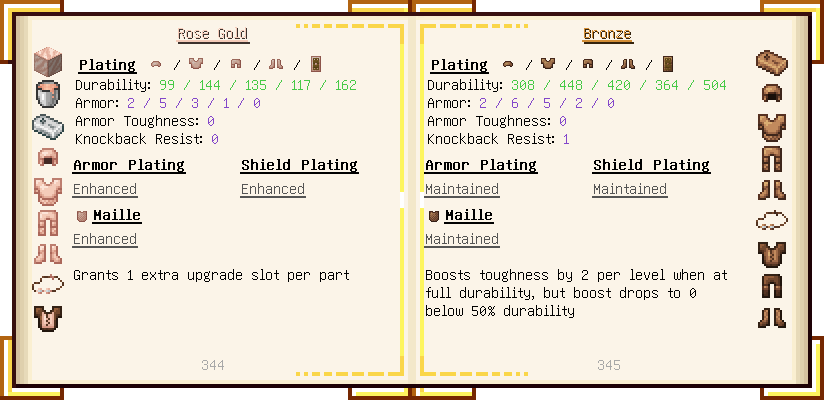 Rose Gold
Plating / / / /
Durability: 99 / 144 / 135 / 117 / 162
Armor: 2 / 5 / 3 / 1 / 0
Armor Toughness: 0
Knockback Resist: 0
Armor Plating Shield Plating
Enhanced Enhanced
Maille
Enhanced
Grants 1 extra upgrade slot per part
344
Bronze
Plating / / / /
Durability: 308 / 448 / 420 / 364 / 504
Armor: 2 / 6 / 5 / 2 / 0
Armor Toughness: 0
Knockback Resist: 1
Armor Plating Shield Plating
Maintained Maintained
Maille
Maintained
Boosts toughness by 2 per level when at
full durability, but boost drops to 0
below 50% durability
345